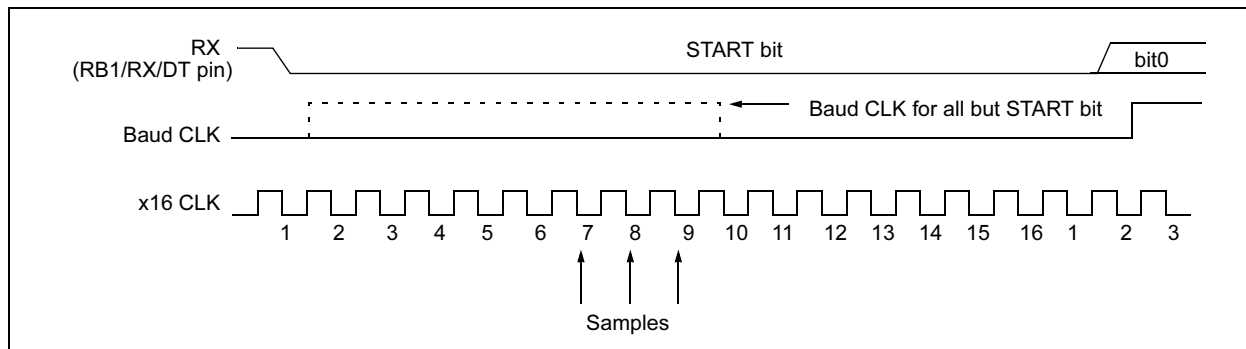 RX
(RB1/RX/DT pin)
START bit
bit0
Baud CLK for all but START bit
Baud CLK
x16 CLK
1 2 3 4 5 6 7 8 9 10 11 12 13 14 15 16 1 2 3
Samples